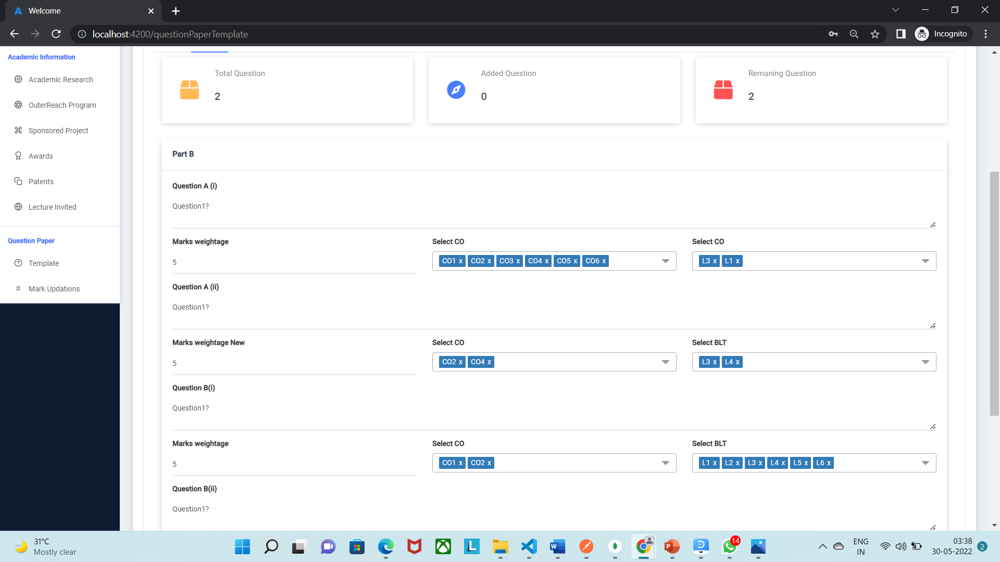 Welcome
localhost:4200/questionPaperTemplate
Incognito
Academic Information
Academic Research
OuterReach Program
Sponsored Project
Awards
Patents
Lecture Invited
Question Paper
Template
Mark Updations
Total Question
2
Added Question
0
Remaning Question
2
Part B
Question A (i)
Question1?
Marks weightage Select CO Select CO
5 CO1 x CO2 x CO3 x CO4 x CO5 x CO6 x L3 x L1 x
Question A (ii)
Question1?
Marks weightage New Select CO Select BLT
5 CO2 x CO4 x L3 x L4 x
Question B(i)
Question1?
Marks weightage Select CO Select BLT
5 CO1 x CO2 x L1 x L2 x L3 x L4 x L5 x L6 x
Question B(ii)
Question1?
31°C
Mostly clear
L
W
P
14
ENG
IN
03:38
30-05-2022
2